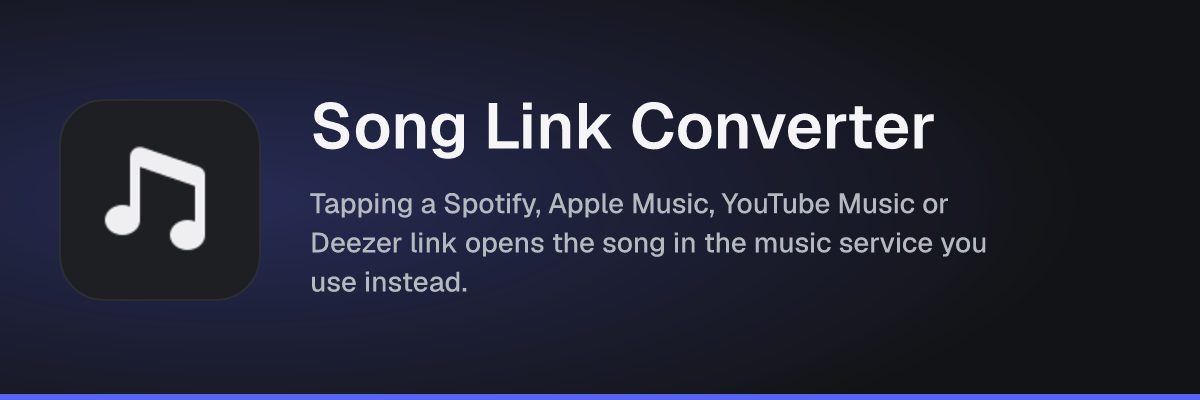 Song Link Converter
Tapping a Spotify, Apple Music, YouTube Music or
Deezer link opens the song in the music service you
use instead.